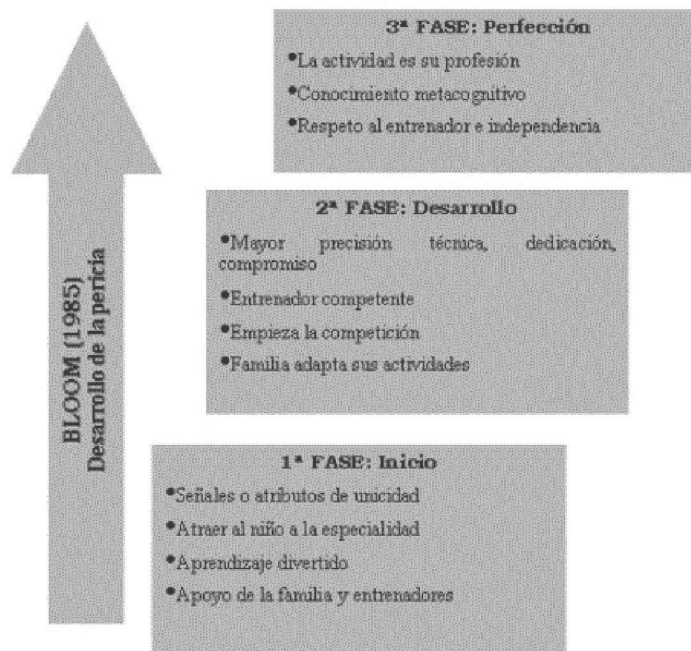 3ª FASE: Perfección
•La actividad es su profesión
•Conocimiento metacognitivo
•Respeto al entrenador e independencia
2ª FASE: Desarrollo
•Mayor precisión técnica, dedicación,
compromiso
•Entrenador competente
•Empieza la competición
•Familia adapta sus actividades
BLOOM (1985)
Desarrollo de la pericia
1ª FASE: Inicio
•Señales o atributos de unicidad
•Atraer al niño a la especialidad
•Aprendizaje divertido
•Apoyo de la familia y entrenadores